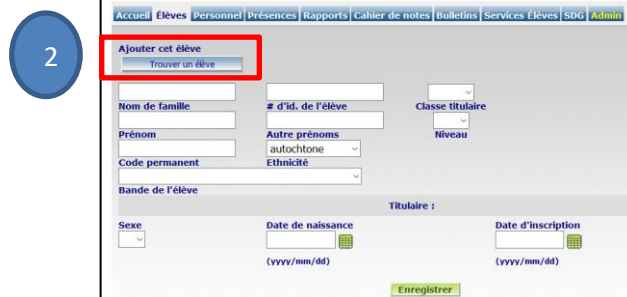 2
Accueil Élèves Personnel Présences Rapports Cahier de notes Bulletins Services Élèves SDG Admin
Ajouter cet élève
Trouver un élève
Nom de famille # d'id. de l'élève Classe titulaire
Prénom Autre prénoms Niveau
autochtone
Code permanent Ethnicité
Bande de l'élève
Titulaire :
Sexe Date de naissance Date d'inscription
(yyyy/mm/dd) (yyyy/mm/dd)
Enregistrer